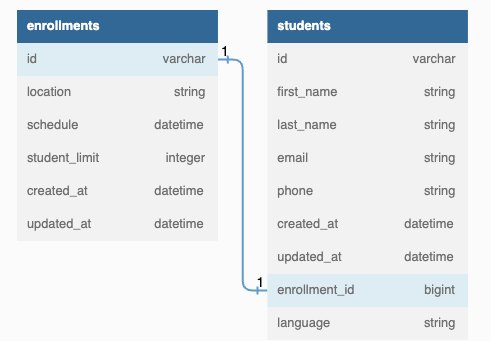 enrollments
id varchar
location string
schedule datetime
student_limit integer
created_at datetime
updated_at datetime
1
1
students
id varchar
first_name string
last_name string
email string
phone string
created_at datetime
updated_at datetime
enrollment_id bigint
language string